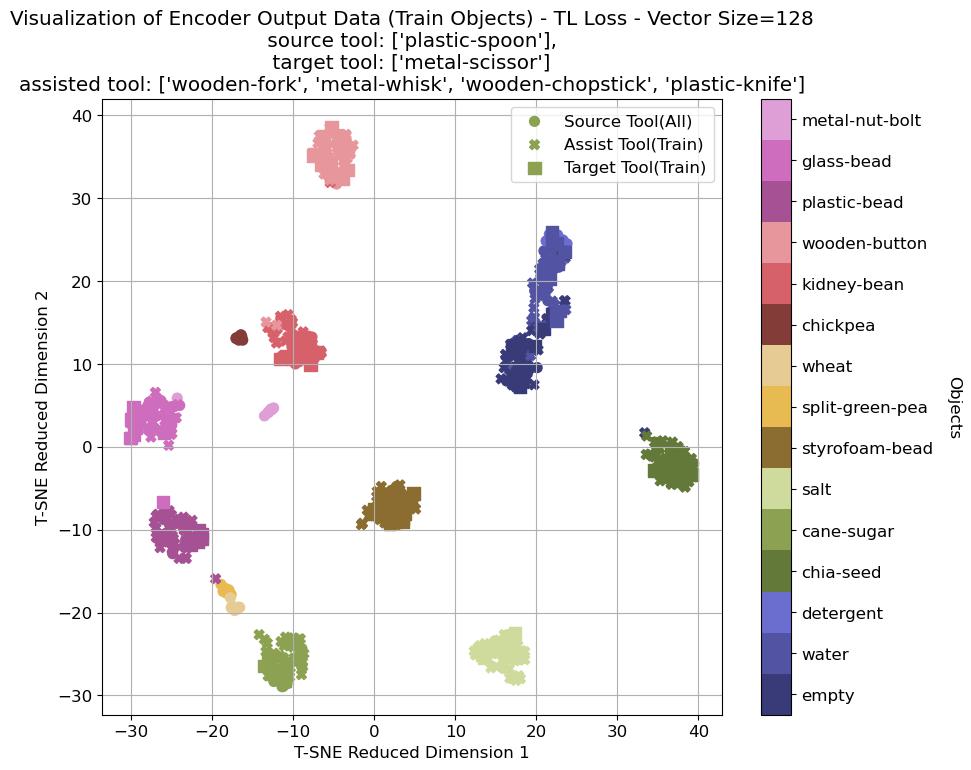 Visualization of Encoder Output Data (Train Objects) - TL Loss - Vector Size=128
source tool: ['plastic-spoon'],
target tool: ['metal-scissor']
assisted tool: ['wooden-fork', 'metal-whisk', 'wooden-chopstick', 'plastic-knife']
Source Tool(All)
Assist Tool(Train)
Target Tool(Train)
40
30
20
10
0
−10
−20
−30
T-SNE Reduced Dimension 2
−30
−20
−10
0
10
20
30
40
T-SNE Reduced Dimension 1
metal-nut-bolt
glass-bead
plastic-bead
wooden-button
kidney-bean
chickpea
wheat
split-green-pea
styrofoam-bead
salt
cane-sugar
chia-seed
detergent
water
empty
Objects